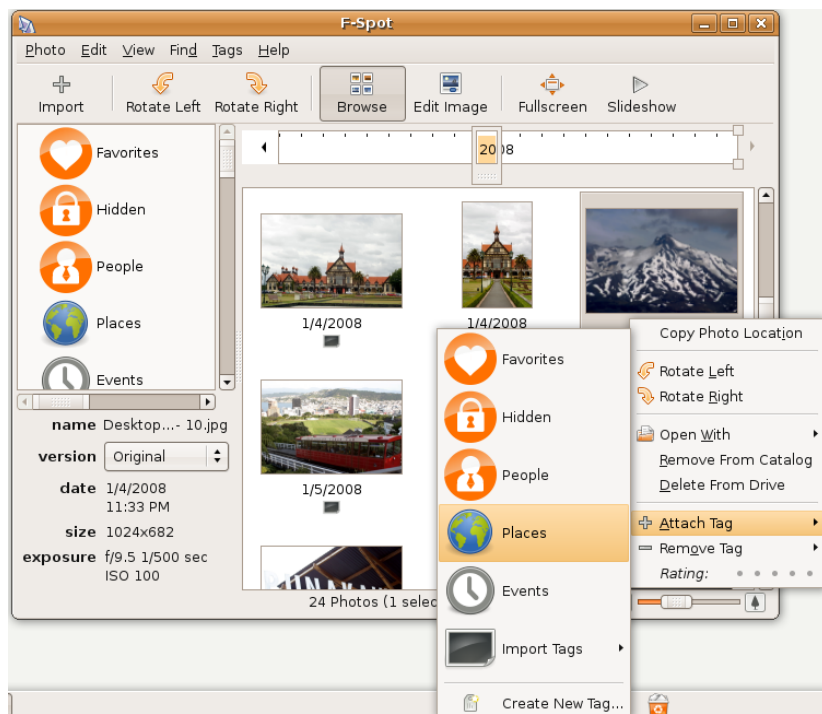 F-Spot
Photo Edit View Find Tags Help
Import Rotate Left Rotate Right Browse Edit Image Fullscreen Slideshow
Favorites
Hidden
People
Places
Events
name Desktop...- 10.jpg
version Original
date 1/4/2008
11:33 PM
size 1024x682
exposure f/9.5 1/500 sec
ISO 100
1/4/2008
1/4/2008
1/5/2008
24 Photos (1 selec
Copy Photo Location
Rotate Left
Rotate Right
Open With
Remove From Catalog
Delete From Drive
Attach Tag
Remove Tag
Rating:
Favorites
Hidden
People
Places
Events
Import Tags
Create New Tag...